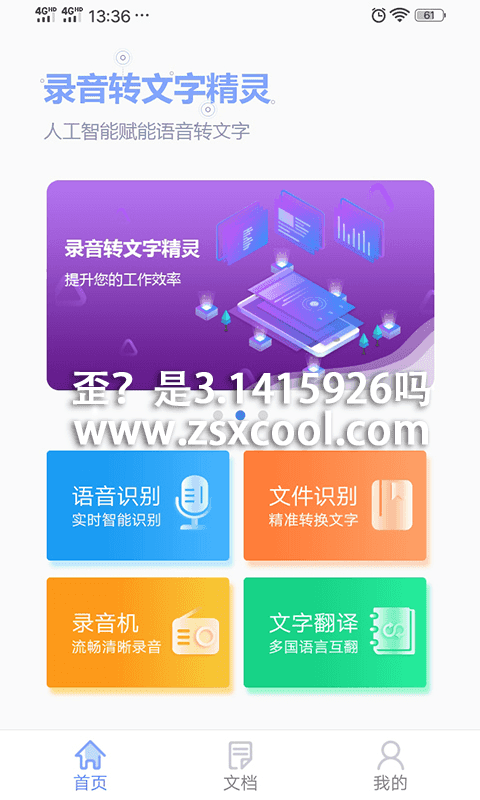 4GHD 4GHD 13:36 ··· 61
录音转文字精灵
人工智能赋能语音转文字
录音转文字精灵
提升您的工作效率
歪？是3.1415926吗
www.zsxcool.com
语音识别
实时智能识别
文件识别
精准转换文字
录音机
流畅清晰录音
文字翻译
多国语言互翻
首页
文档
我的